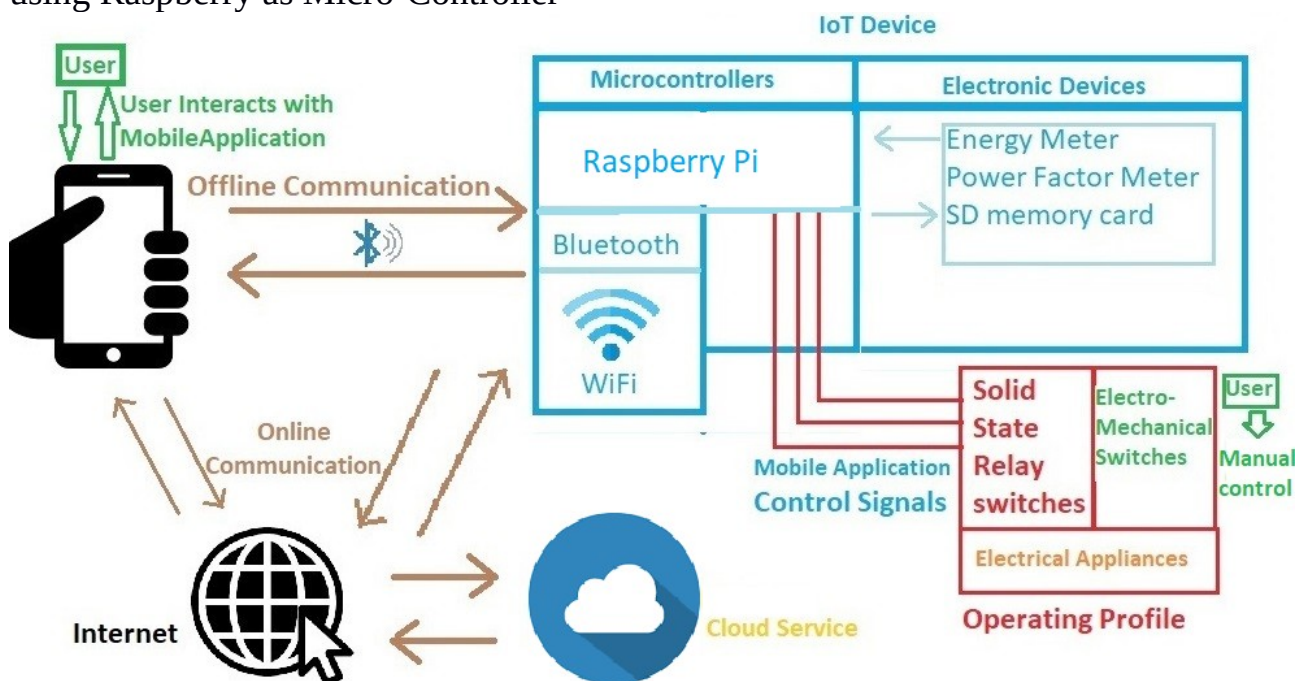 using Raspberry as Micro-Controller
IoT Device
User
User Interacts with
MobileApplication
Microcontrollers
Electronic Devices
Raspberry Pi
Energy Meter
Power Factor Meter
SD memory card
Offline Communication
Bluetooth
WiFi
Online
Communication
Solid
State
Relay
switches
Electro-
Mechanical
Switches
User
Manual
control
Mobile Application
Control Signals
Electrical Appliances
Operating Profile
Internet
Cloud Service